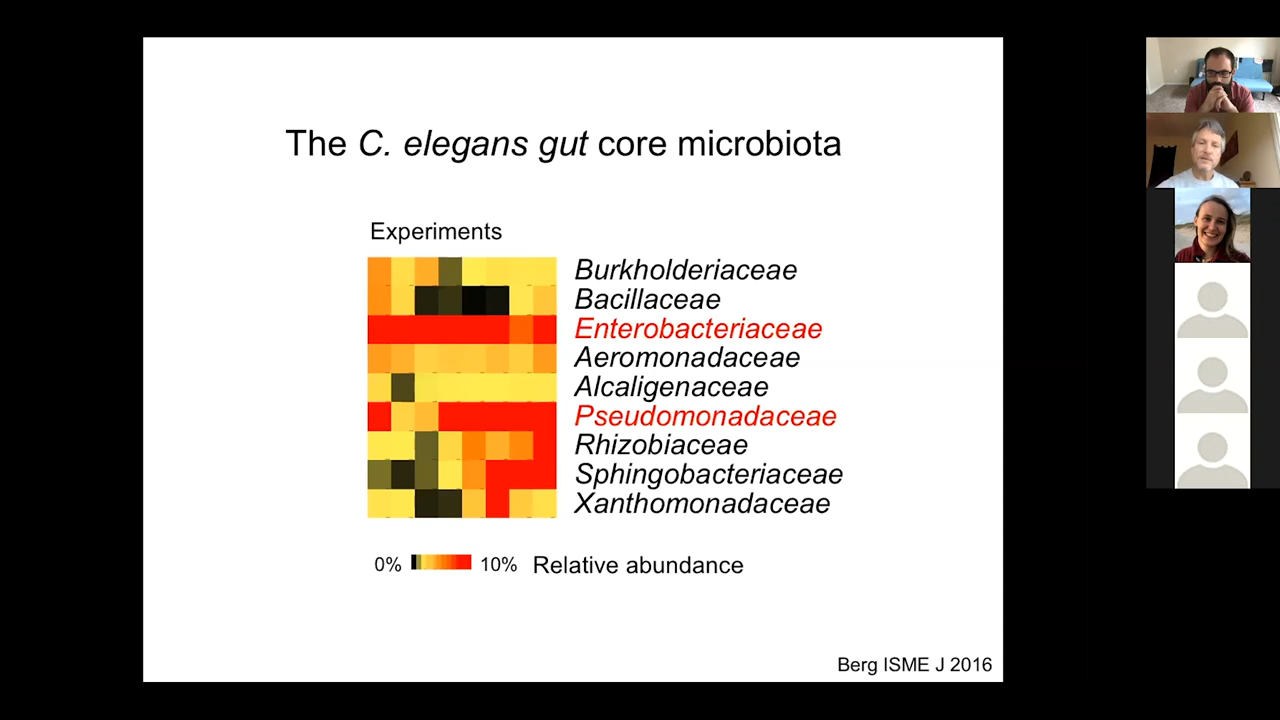 The C. elegans gut core microbiota
Experiments
Burkholderiaceae
Bacillaceae
Enterobacteriaceae
Aeromonadaceae
Alcaligenaceae
Pseudomonadaceae
Rhizobiaceae
Sphingobacteriaceae
Xanthomonadaceae
0% 10% Relative abundance
Berg ISME J 2016